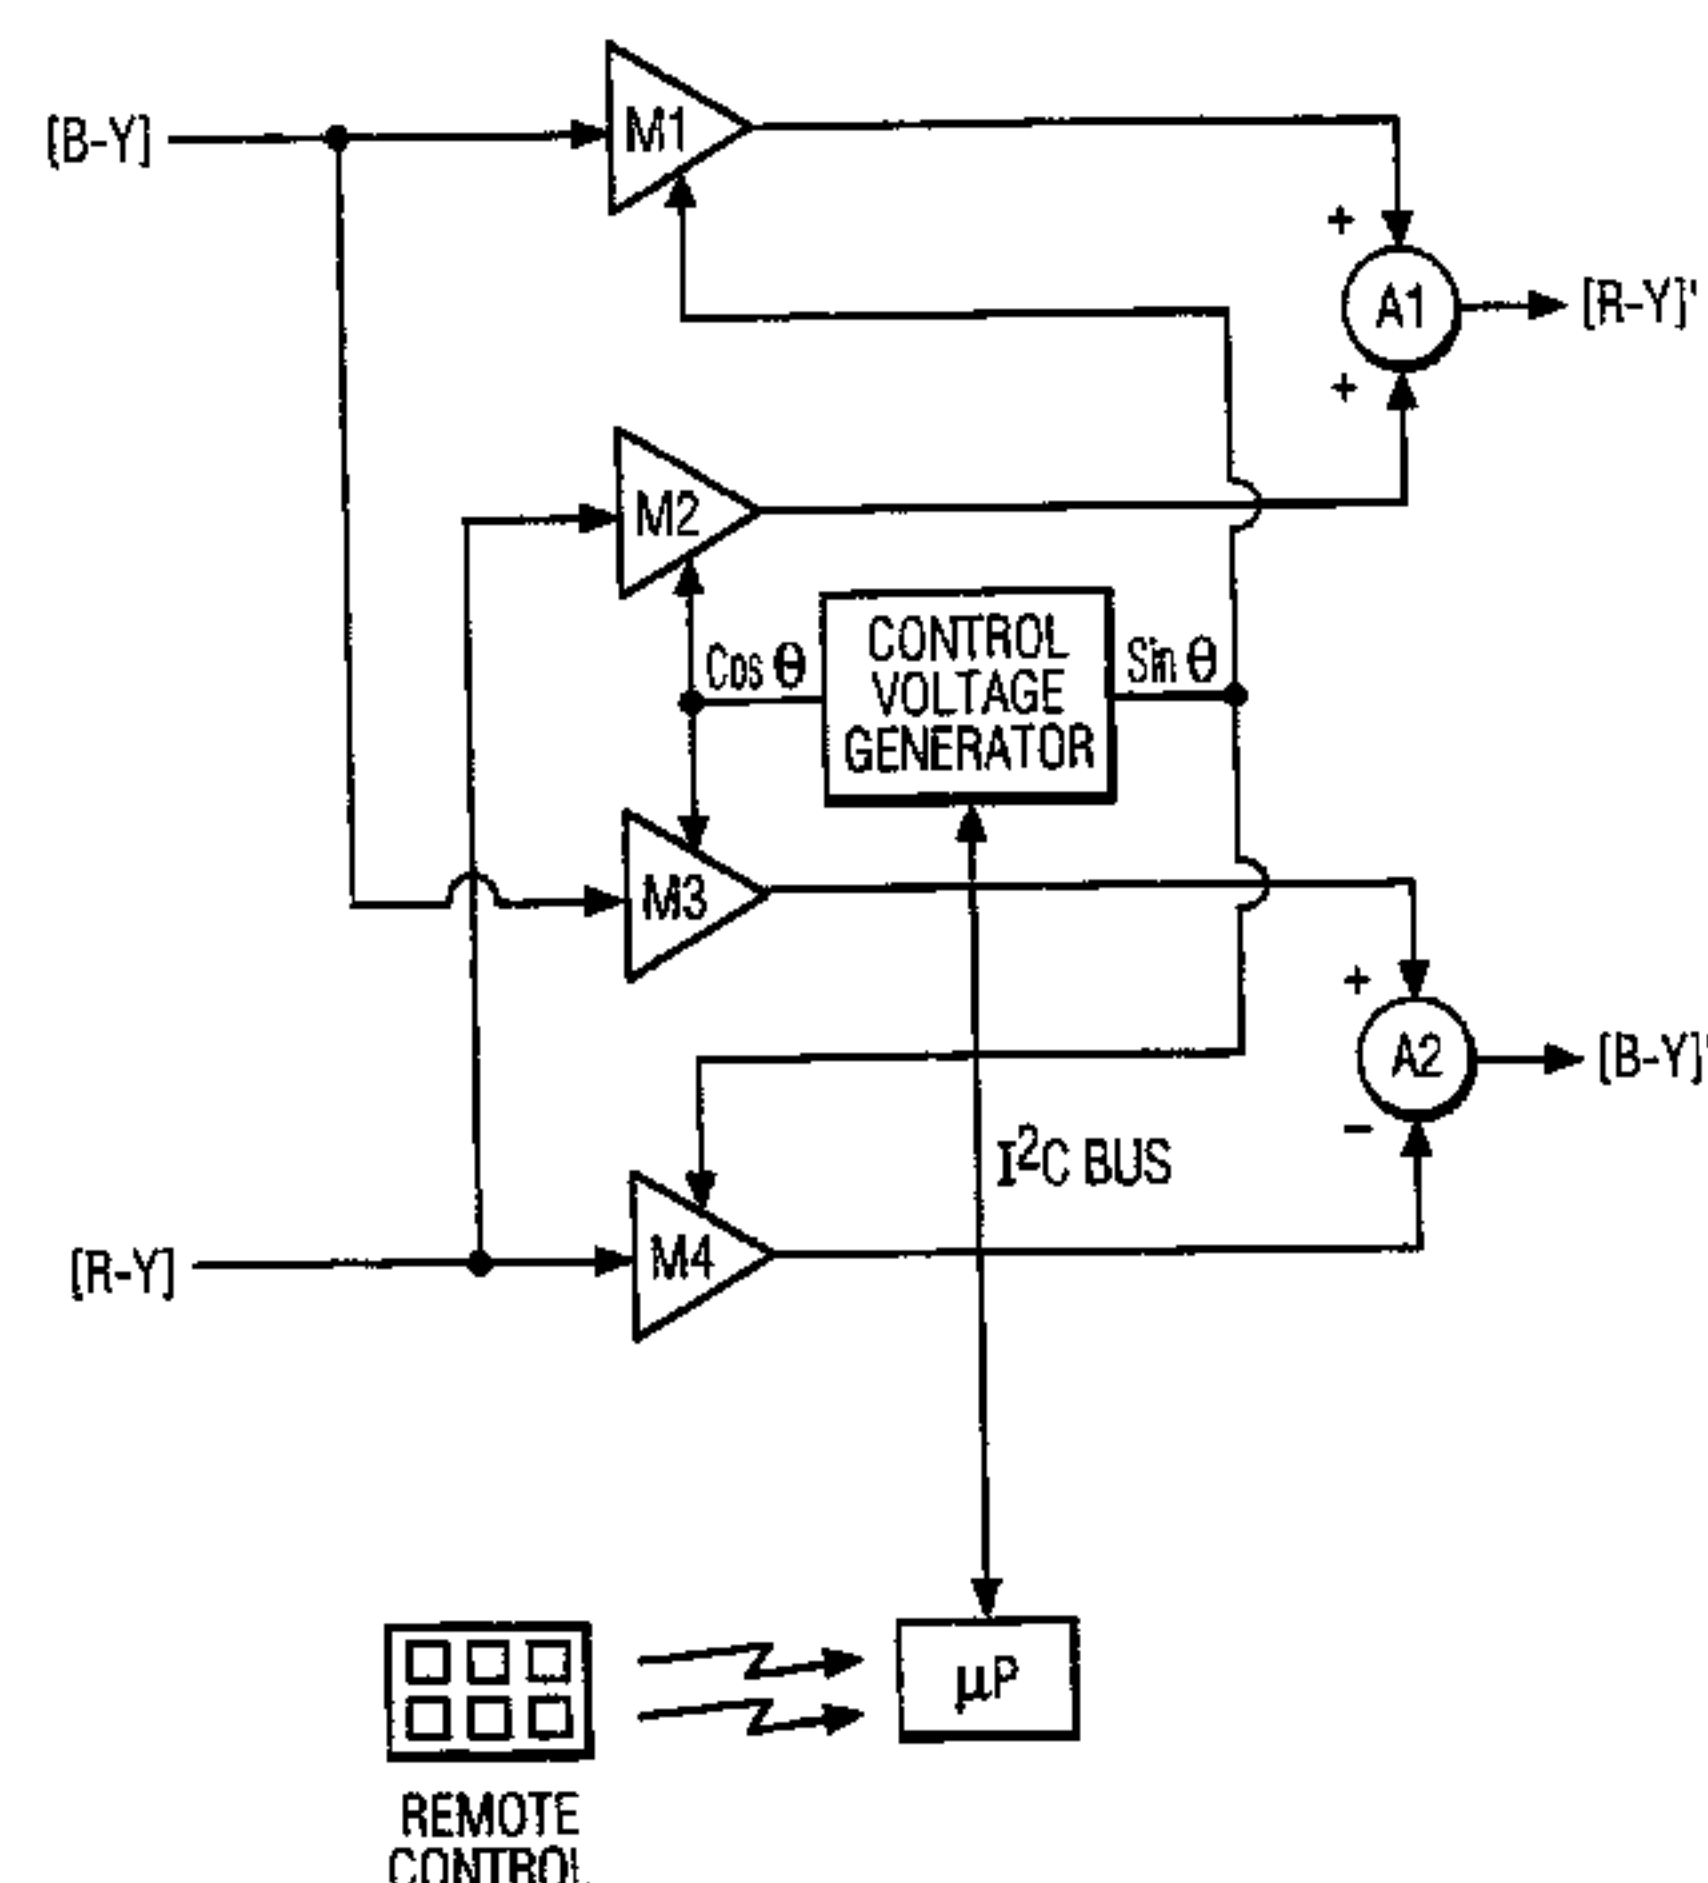 [B-Y]
M1
+
A1
[R-Y]'
+
M2
Cos θ
CONTROL
VOLTAGE
GENERATOR
Sin θ
M3
+
A2
[B-Y]'
−
I²C BUS
[R-Y]
M4
μP
REMOTE
CONTROL